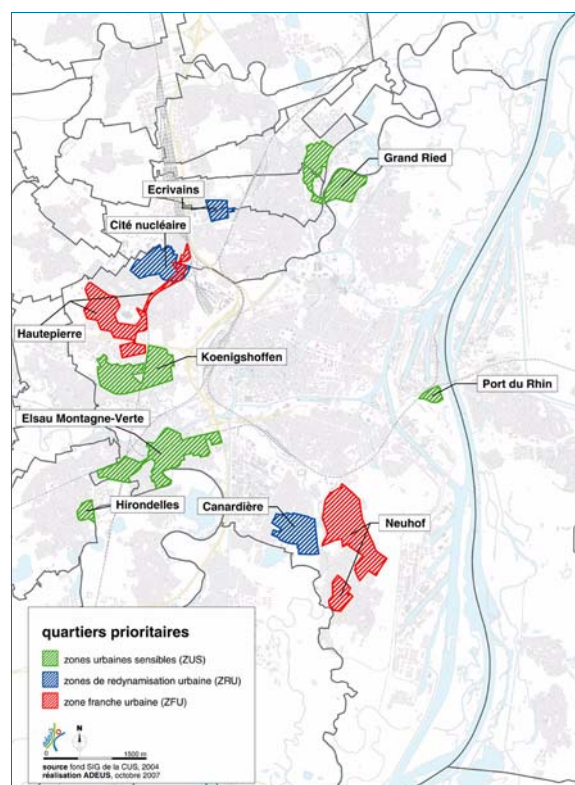 Grand Ried
Ecrivains
Cité nucléaire
Hautepierre
Koenigshoffen
Port du Rhin
Elsau Montagne-Verte
Hirondelles
Canardière
Neuhof
quartiers prioritaires
zones urbaines sensibles (ZUS)
zones de redynamisation urbaine (ZRU)
zone franche urbaine (ZFU)
N
0 1500 m
source fond SIG de la CUS, 2004
réalisation ADEUS, octobre 2007